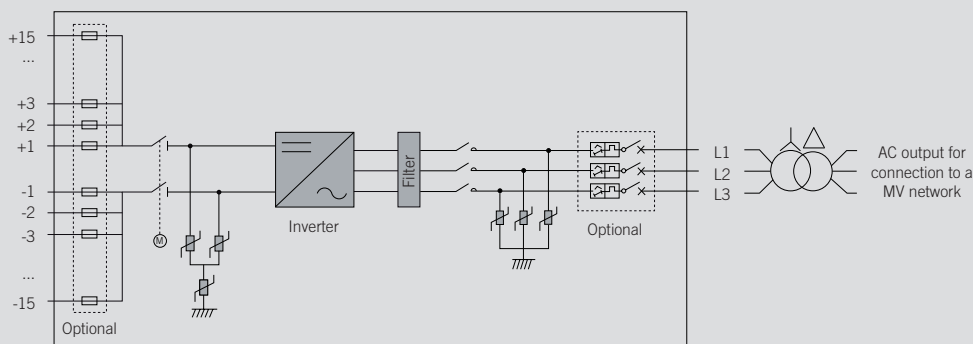 +15
...
+3
+2
+1
-1
-2
-3
...
-15
Optional
M
Inverter
Filter
Optional
L1
L2
L3
AC output for
connection to a
MV network